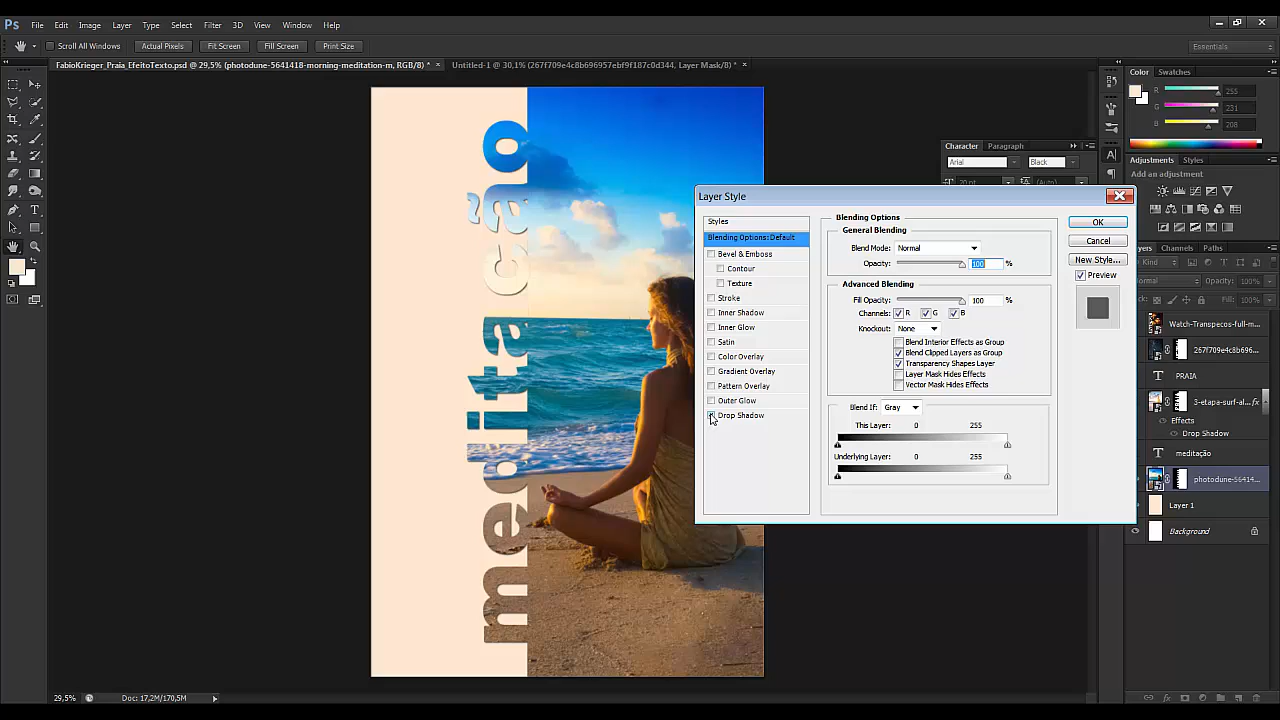 Ps File Edit Image Layer Type Select Filter 3D View Window Help
Scroll All Windows Actual Pixels Fit Screen Fill Screen Print Size Essentials
FabioKrieger_Praia_EfeitoTexto.psd @ 29,5% (photodune-5641418-morning-meditation-m, RGB/8) * × Untitled-1 @ 30,1% (267f709e4c8b696957ebf9f187c0d344, Layer Mask/8) * ×
Color Swatches
R 255
G 231
B 208
Character Paragraph
Arial Black
20 pt (Auto)
Adjustments Styles
Add an adjustment
meditação
Layer Style
Styles
Blending Options:Default
Bevel & Emboss
Contour
Texture
Stroke
Inner Shadow
Inner Glow
Satin
Color Overlay
Gradient Overlay
Pattern Overlay
Outer Glow
Drop Shadow
Blending Options
General Blending
Blend Mode: Normal
Opacity: 100 %
Advanced Blending
Fill Opacity: 100 %
Channels: R G B
Knockout: None
Blend Interior Effects as Group
Blend Clipped Layers as Group
Transparency Shapes Layer
Layer Mask Hides Effects
Vector Mask Hides Effects
Blend If: Gray
This Layer: 0 255
Underlying Layer: 0 255
OK
Cancel
New Style...
Preview
Layers Channels Paths
Kind
Normal Opacity: 100%
Fill: 100%
Watch-Transpecos-full-m...
267f709e4c8b696...
T PRAIA
3-etapa-surf-al... fx
Effects
Drop Shadow
T meditação
photodune-56414...
Layer 1
Background
29,5% Doc: 17,2M/170,5M